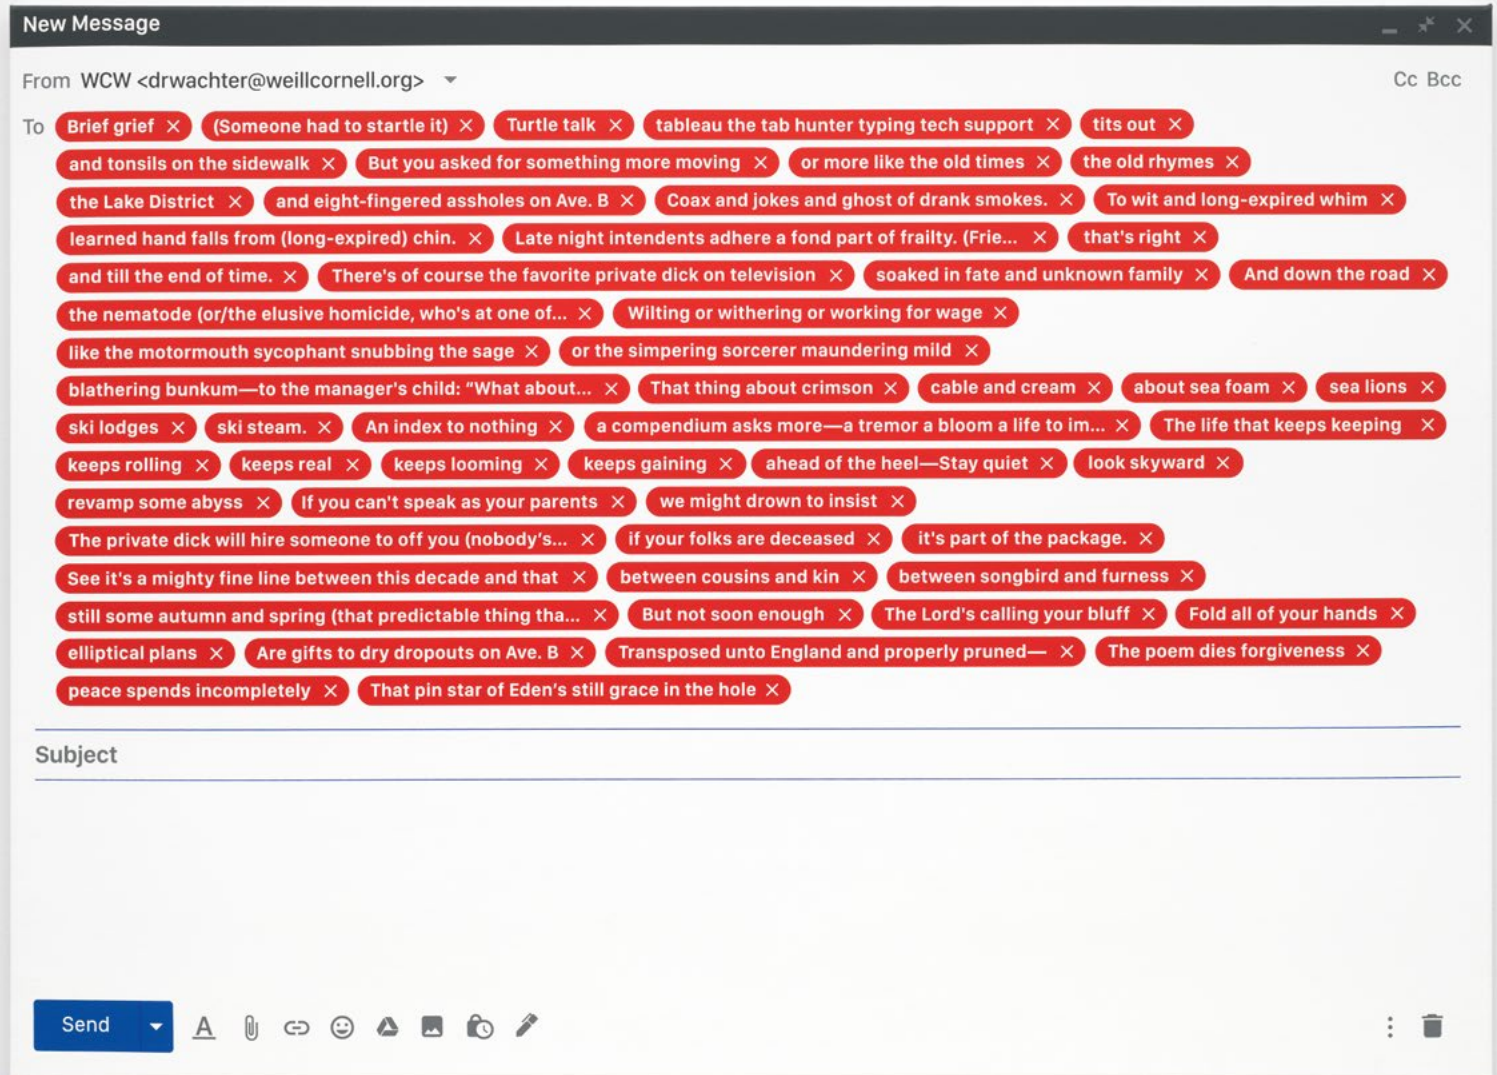 New Message
From WCW <drwachter@weillcornell.org> Cc Bcc
To Brief grief (Someone had to startle it) Turtle talk tableau the tab hunter typing tech support tits out
and tonsils on the sidewalk But you asked for something more moving or more like the old times the old rhymes
the Lake District and eight-fingered assholes on Ave. B Coax and jokes and ghost of drank smokes. To wit and long-expired whim
learned hand falls from (long-expired) chin. Late night intendents adhere a fond part of frailty. (Frie... that's right
and till the end of time. There's of course the favorite private dick on television soaked in fate and unknown family And down the road
the nematode (or/the elusive homicide, who's at one of... Wilting or withering or working for wage
like the motormouth sycophant snubbing the sage or the simpering sorcerer maundering mild
blathering bunkum—to the manager's child: “What about... That thing about crimson cable and cream about sea foam sea lions
ski lodges ski steam. An index to nothing a compendium asks more—a tremor a bloom a life to im... The life that keeps keeping
keeps rolling keeps real keeps looming keeps gaining ahead of the heel—Stay quiet look skyward
revamp some abyss If you can't speak as your parents we might drown to insist
The private dick will hire someone to off you (nobody's... if your folks are deceased it's part of the package.
See it's a mighty fine line between this decade and that between cousins and kin between songbird and furness
still some autumn and spring (that predictable thing tha... But not soon enough The Lord's calling your bluff Fold all of your hands
elliptical plans Are gifts to dry dropouts on Ave. B Transposed unto England and properly pruned— The poem dies forgiveness
peace spends incompletely That pin star of Eden's still grace in the hole
Subject
Send